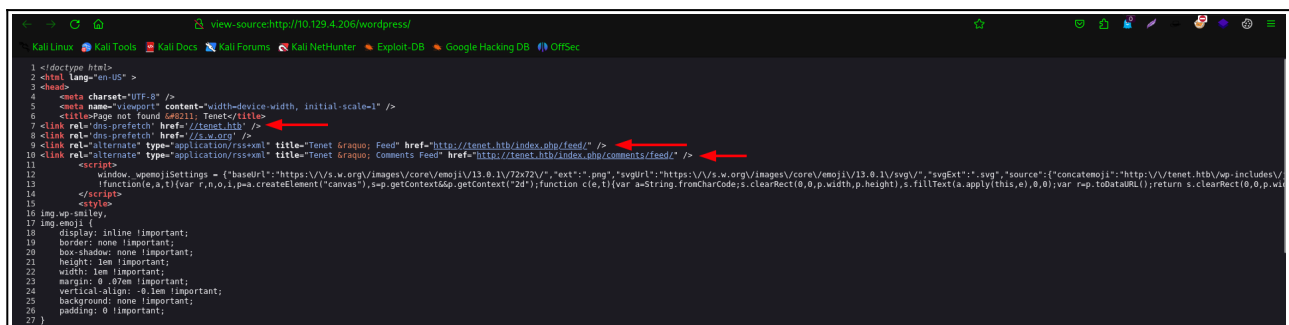 view-source:http://10.129.4.206/wordpress/
Kali Linux Kali Tools Kali Docs Kali Forums Kali NetHunter Exploit-DB Google Hacking DB OffSec
1 <!doctype html>
2 <html lang="en-US" >
3 <head>
4 <meta charset="UTF-8" />
5 <meta name="viewport" content="width=device-width, initial-scale=1" />
6 <title>Page not found &#8211; Tenet</title>
7 <link rel='dns-prefetch' href='//tenet.htb' />
8 <link rel='dns-prefetch' href='//s.w.org' />
9 <link rel="alternate" type="application/rss+xml" title="Tenet &raquo; Feed" href="http://tenet.htb/index.php/feed/" />
10 <link rel="alternate" type="application/rss+xml" title="Tenet &raquo; Comments Feed" href="http://tenet.htb/index.php/comments/feed/" />
11 <script>
12 window._wpemojiSettings = {"baseUrl":"https:\/\/s.w.org\/images\/core\/emoji\/13.0.1\/72x72\/","ext":".png","svgUrl":"https:\/\/s.w.org\/images\/core\/emoji\/13.0.1\/svg\/","svgExt":".svg","source":{"concatemoji":"http:\/\/tenet.htb\/wp-includes\/
13 !function(e,a,t){var r,n,o,i,p=a.createElement("canvas"),s=p.getContext&&p.getContext("2d");function c(e,t){var a=String.fromCharCode;s.clearRect(0,0,p.width,p.height),s.fillText(a.apply(this,e),0,0);var r=p.toDataURL();return s.clearRect(0,0,p.wi
14 </script>
15 <style>
16 img.wp-smiley,
17 img.emoji {
18 display: inline !important;
19 border: none !important;
20 box-shadow: none !important;
21 height: 1em !important;
22 width: 1em !important;
23 margin: 0 .07em !important;
24 vertical-align: -0.1em !important;
25 background: none !important;
26 padding: 0 !important;
27 }